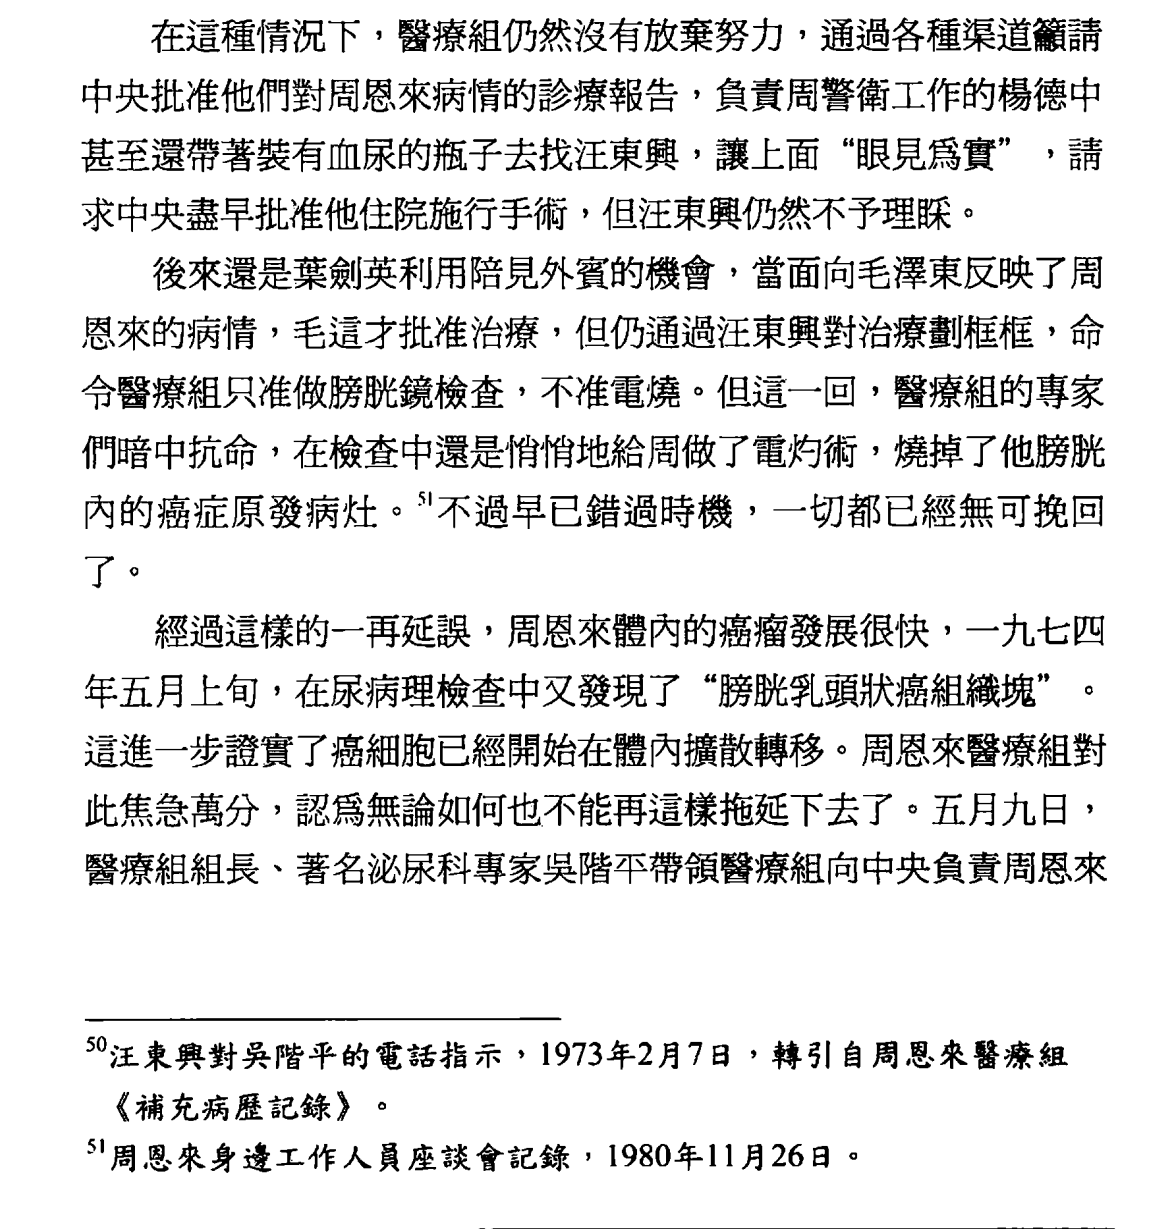 在這種情況下，醫療組仍然沒有放棄努力，通過各種渠道籲請
中央批准他們對周恩來病情的診療報告，負責周警衛工作的楊德中
甚至還帶著裝有血尿的瓶子去找汪東興，讓上面“眼見爲實”，請
求中央盡早批准他住院施行手術，但汪東興仍然不予理睬。
後來還是葉劍英利用陪見外賓的機會，當面向毛澤東反映了周
恩來的病情，毛這才批准治療，但仍通過汪東興對治療劃框框，命
令醫療組只准做膀胱鏡檢查，不准電燒。但這一回，醫療組的專家
們暗中抗命，在檢查中還是悄悄地給周做了電灼術，燒掉了他膀胱
內的癌症原發病灶。51不過早已錯過時機，一切都已經無可挽回
了。
經過這樣的一再延誤，周恩來體內的癌瘤發展很快，一九七四
年五月上旬，在尿病理檢查中又發現了“膀胱乳頭狀癌組織塊”。
這進一步證實了癌細胞已經開始在體內擴散轉移。周恩來醫療組對
此焦急萬分，認爲無論如何也不能再這樣拖延下去了。五月九日，
醫療組組長、著名泌尿科專家吳階平帶領醫療組向中央負責周恩來
50汪東興對吳階平的電話指示，1973年2月7日，轉引自周恩來醫療組
《補充病歷記錄》。
51周恩來身邊工作人員座談會記錄，1980年11月26日。